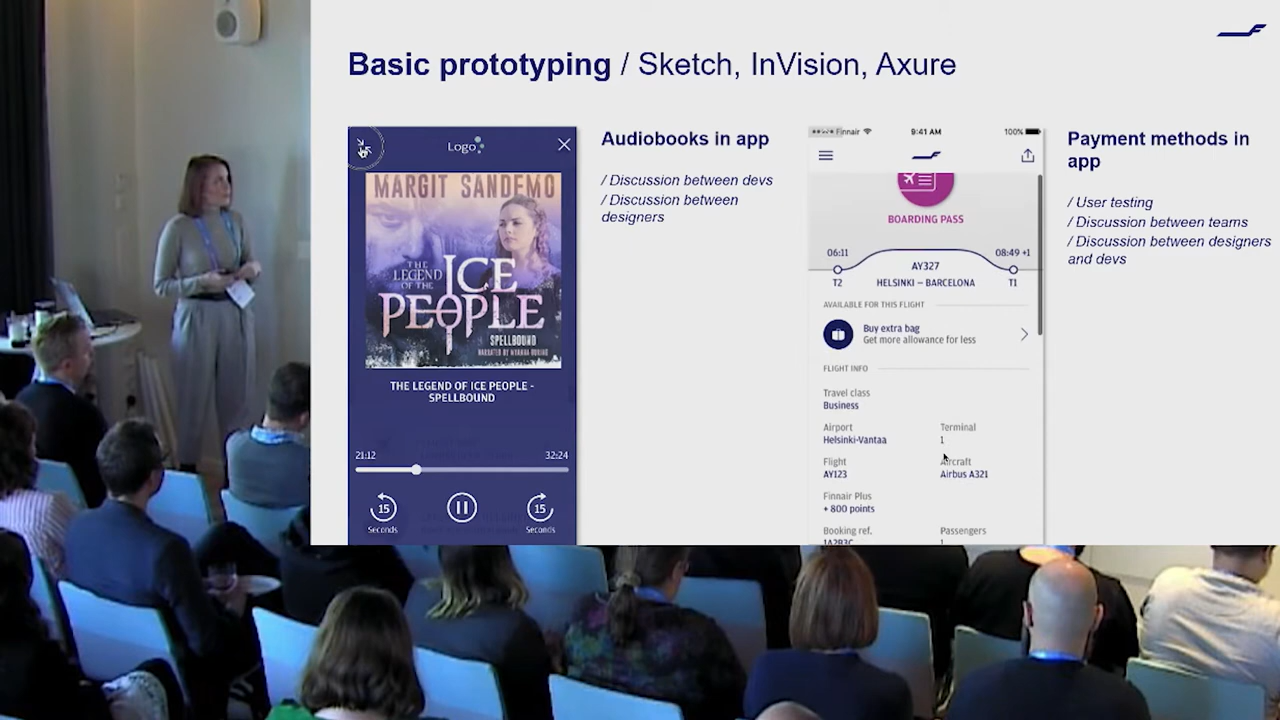 Basic prototyping / Sketch, InVision, Axure
Logo
MARGIT SANDEMO
THE
LEGEND
OF THE
ICE
PEOPLE
SPELLBOUND
THE LEGEND OF ICE PEOPLE -
SPELLBOUND
21:12
32:24
15
15
Seconds
Seconds
Audiobooks in app
/ Discussion between devs
/ Discussion between
designers
Finnair
9:41 AM
100%
BOARDING PASS
06:11
08:49 +1
AY327
T2
HELSINKI – BARCELONA
T1
AVAILABLE FOR THIS FLIGHT
Buy extra bag
Get more allowance for less
FLIGHT INFO
Travel class
Business
Airport
Terminal
Helsinki-Vantaa
1
Flight
Aircraft
AY123
Airbus A321
Finnair Plus
+ 800 points
Booking ref.
Passengers
Payment methods in
app
/ User testing
/ Discussion between teams
/ Discussion between designers
and devs